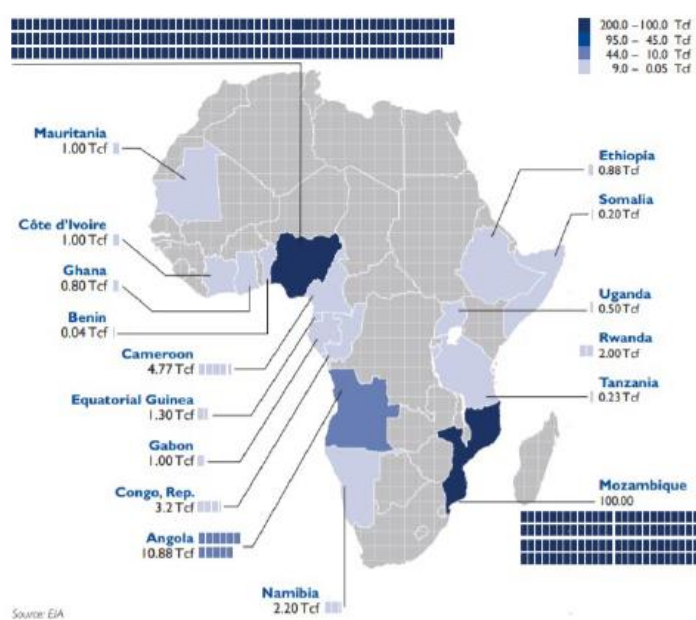 200.0 – 100.0 Tcf
95.0 – 45.0 Tcf
44.0 – 10.0 Tcf
9.0 – 0.05 Tcf
Mauritania
1.00 Tcf
Ethiopia
0.88 Tcf
Somalia
0.20 Tcf
Côte d'Ivoire
1.00 Tcf
Ghana
0.80 Tcf
Benin
0.04 Tcf
Uganda
0.50 Tcf
Rwanda
2.00 Tcf
Cameroon
4.77 Tcf
Tanzania
0.23 Tcf
Equatorial Guinea
1.30 Tcf
Gabon
1.00 Tcf
Congo, Rep.
3.2 Tcf
Mozambique
100.00
Angola
10.88 Tcf
Namibia
2.20 Tcf
Source: EIA